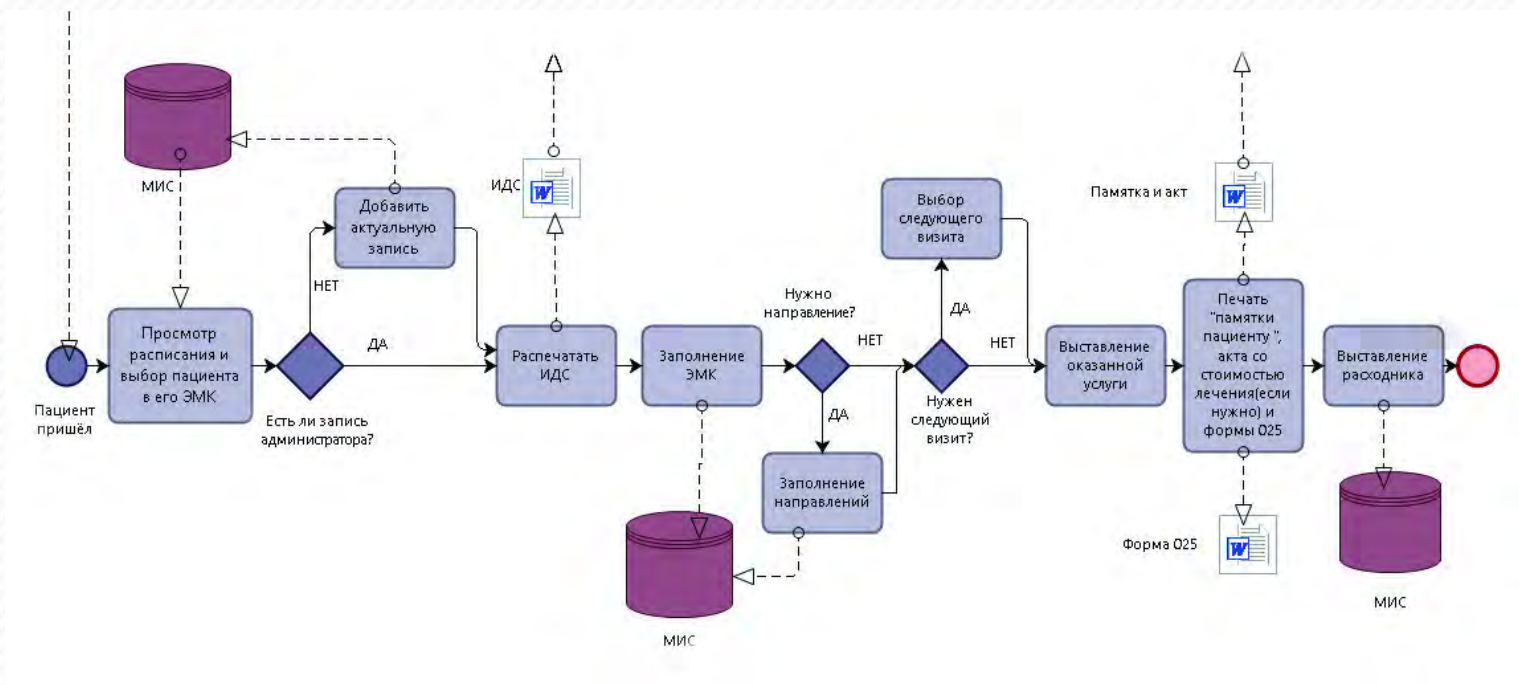 МИС
ИДС
Добавить
актуальную
запись
НЕТ
Просмотр
расписания и
выбор пациента
в его ЭМК
Пациент
пришёл
ДА
Есть ли запись
администратора?
Распечатать
ИДС
Заполнение
ЭМК
Нужно
направление?
НЕТ
ДА
Заполнение
направлений
МИС
Выбор
следующего
визита
ДА
НЕТ
Нужен
следующий
визит?
Выставление
оказанной
услуги
Памятка и акт
Печать
"памятки
пациенту ",
акта со
стоимостью
лечения(если
нужно) и
формы 025
Форма 025
Выставление
расходника
МИС